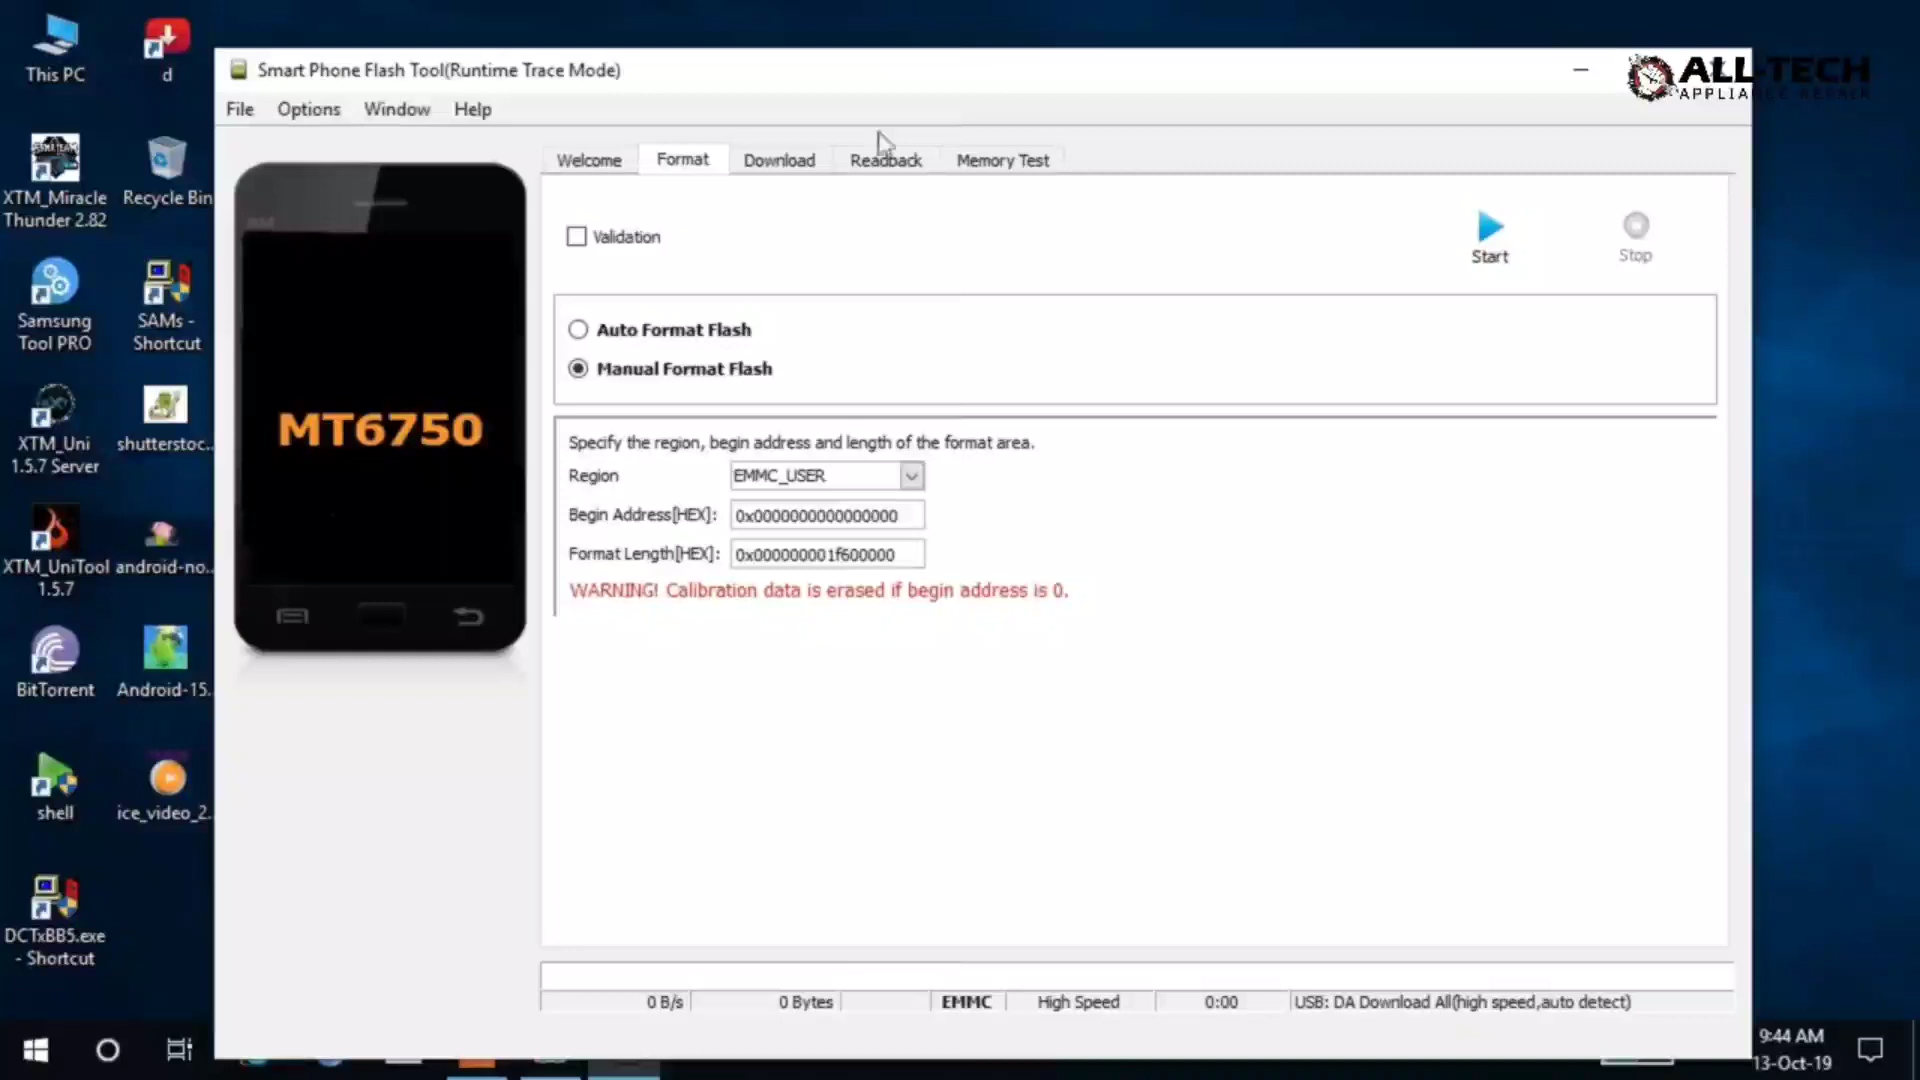 This PC
d
XTM_Miracle
Thunder 2.82
Recycle Bin
Samsung
Tool PRO
SAMs -
Shortcut
XTM_Uni
1.5.7 Server
shutterstoc...
XTM_UniTool
1.5.7
android-no...
BitTorrent
Android-15...
shell
ice_video_2...
DCTxBB5.exe
- Shortcut
Smart Phone Flash Tool(Runtime Trace Mode)
ALL-TECH
APPLIANCE REPAIR
File Options Window Help
Welcome Format Download Readback Memory Test
Validation
Start
Stop
Auto Format Flash
Manual Format Flash
MT6750
Specify the region, begin address and length of the format area.
Region EMMC_USER
Begin Address[HEX]: 0x0000000000000000
Format Length[HEX]: 0x000000001f600000
WARNING! Calibration data is erased if begin address is 0.
0 B/s 0 Bytes EMMC High Speed 0:00 USB: DA Download All(high speed,auto detect)
9:44 AM
13-Oct-19